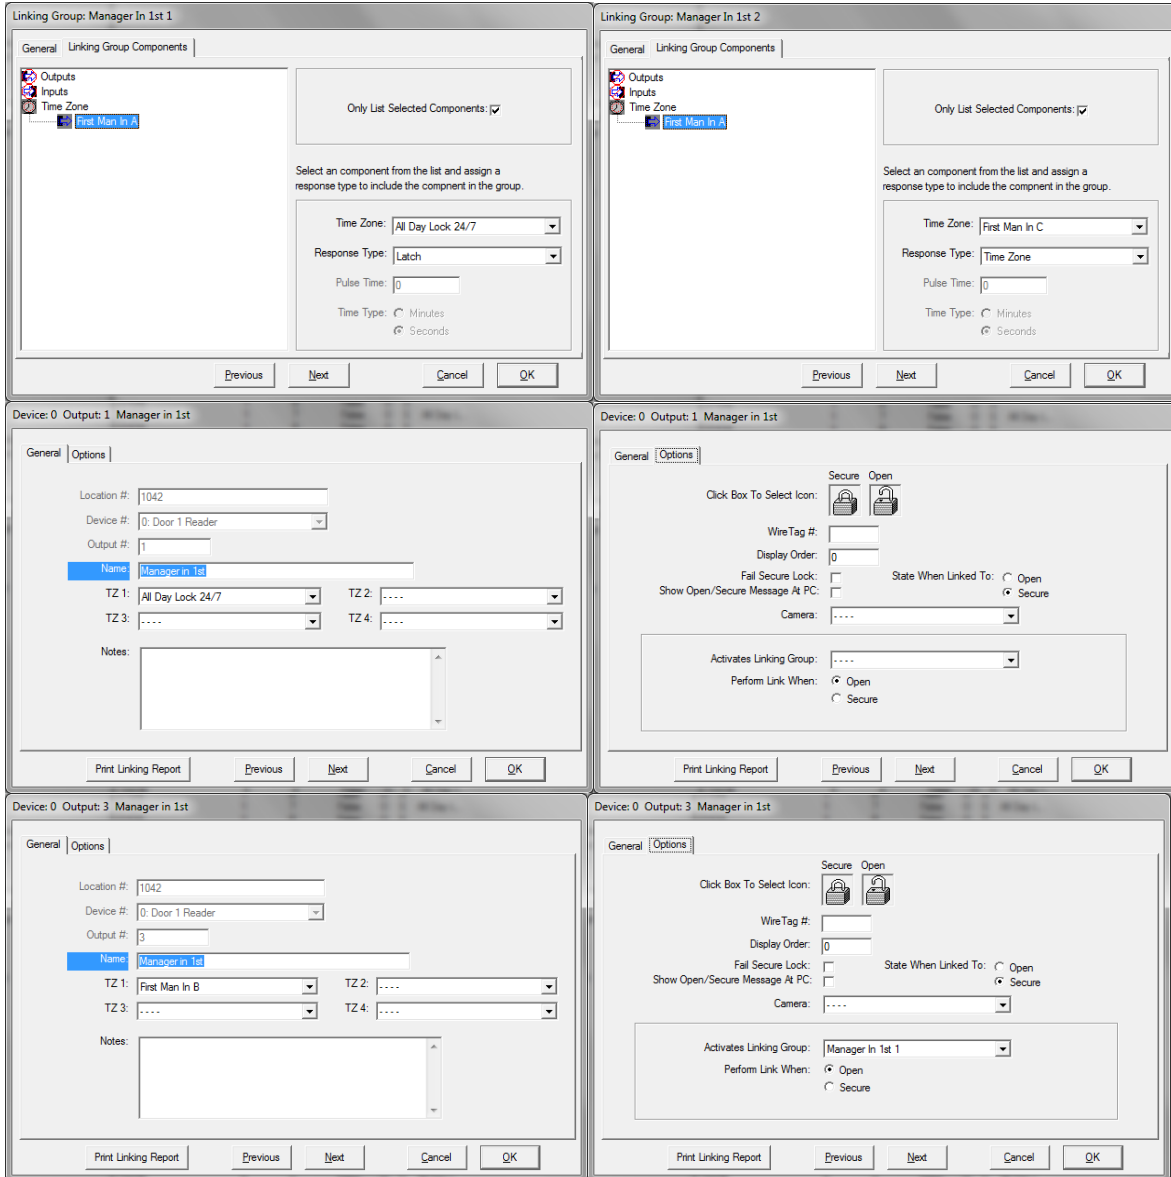 Linking Group: Manager In 1st 1
General Linking Group Components
Outputs
Inputs
Time Zone
First Man In A
Only List Selected Components:
Select an component from the list and assign a
response type to include the compnent in the group.
Time Zone: All Day Lock 24/7
Response Type: Latch
Pulse Time: 0
Time Type: Minutes
Seconds
Previous Next Cancel OK
Linking Group: Manager In 1st 2
General Linking Group Components
Outputs
Inputs
Time Zone
First Man In A
Only List Selected Components:
Select an component from the list and assign a
response type to include the compnent in the group.
Time Zone: First Man In C
Response Type: Time Zone
Pulse Time: 0
Time Type: Minutes
Seconds
Previous Next Cancel OK
Device: 0 Output: 1 Manager in 1st
General Options
Location #: 1042
Device #: 0: Door 1 Reader
Output #: 1
Name: Manager in 1st
TZ 1: All Day Lock 24/7 TZ 2: - - - -
TZ 3: - - - - TZ 4: - - - -
Notes:
Print Linking Report Previous Next Cancel OK
Device: 0 Output: 1 Manager in 1st
General Options
Secure Open
Click Box To Select Icon:
WireTag #:
Display Order: 0
Fail Secure Lock: State When Linked To: Open
Show Open/Secure Message At PC: Secure
Camera: - - - -
Activates Linking Group: - - - -
Perform Link When: Open
Secure
Print Linking Report Previous Next Cancel OK
Device: 0 Output: 3 Manager in 1st
General Options
Location #: 1042
Device #: 0: Door 1 Reader
Output #: 3
Name: Manager in 1st
TZ 1: First Man In B TZ 2: - - - -
TZ 3: - - - - TZ 4: - - - -
Notes:
Print Linking Report Previous Next Cancel OK
Device: 0 Output: 3 Manager in 1st
General Options
Secure Open
Click Box To Select Icon:
WireTag #:
Display Order: 0
Fail Secure Lock: State When Linked To: Open
Show Open/Secure Message At PC: Secure
Camera: - - - -
Activates Linking Group: Manager In 1st 1
Perform Link When: Open
Secure
Print Linking Report Previous Next Cancel OK